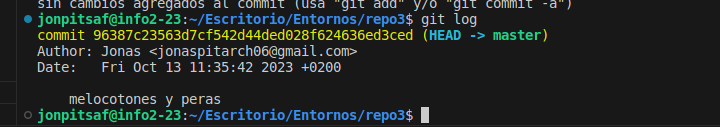 sin cambios agregados al commit (usa "git add" y/o "git commit -a")
jonpitsaf@info2-23:~/Escritorio/Entornos/repo3$ git log
commit 96387c23563d7cf542d44ded028f624636ed3ced (HEAD -> master)
Author: Jonas <jonaspitarch06@gmail.com>
Date:   Fri Oct 13 11:35:42 2023 +0200
    melocotones y peras
jonpitsaf@info2-23:~/Escritorio/Entornos/repo3$